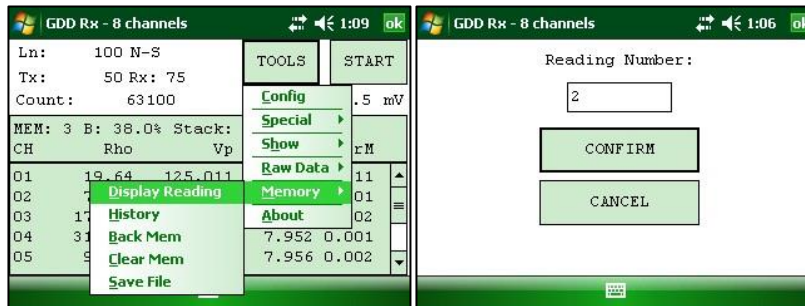 GDD Rx - 8 channels 1:09 ok
Ln: 100 N-S
Tx: 50 Rx: 75
Count: 63100 .5 mV
TOOLS START
MEM: 3 B: 38.0% Stack:
CH Rho Vp rM
01 19.64 125.011 11
02 01
03 17 02
04 31 7.952 0.001
05 9 7.956 0.002
Config
Special
Show
Raw Data
Memory
About
Display Reading
History
Back Mem
Clear Mem
Save File
GDD Rx - 8 channels 1:06 ok
Reading Number:
2
CONFIRM
CANCEL